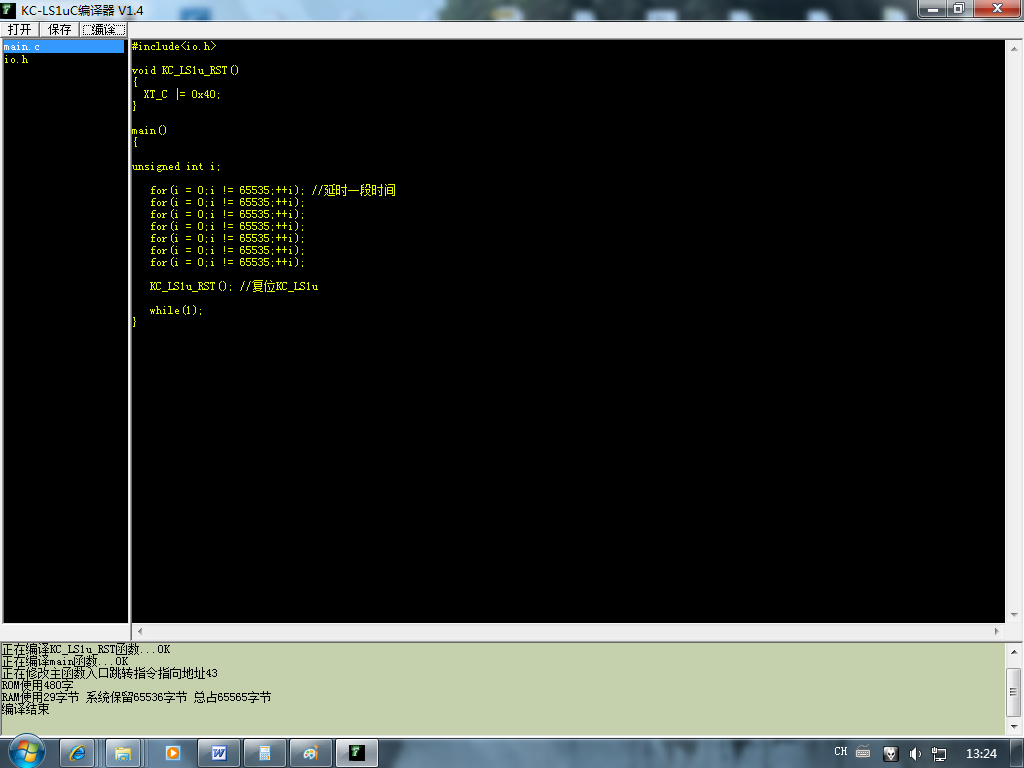 KC-LS1uC编译器 V1.4
打开 保存 编译
main.c
io.h
#include<io.h>
void KC_LS1u_RST()
{
XT_C |= 0x40;
}
main()
{
unsigned int i;
for(i = 0;i != 65535;++i); //延时一段时间
for(i = 0;i != 65535;++i);
for(i = 0;i != 65535;++i);
for(i = 0;i != 65535;++i);
for(i = 0;i != 65535;++i);
for(i = 0;i != 65535;++i);
for(i = 0;i != 65535;++i);
KC_LS1u_RST(); //复位KC_LS1u
while(1);
}
正在编译KC_LS1u_RST函数...OK
正在编译main函数...OK
正在修改主函数入口跳转指令指向地址43
ROM使用480字
RAM使用29字节 系统保留65536字节 总占65565字节
编译结束
CH 13:24